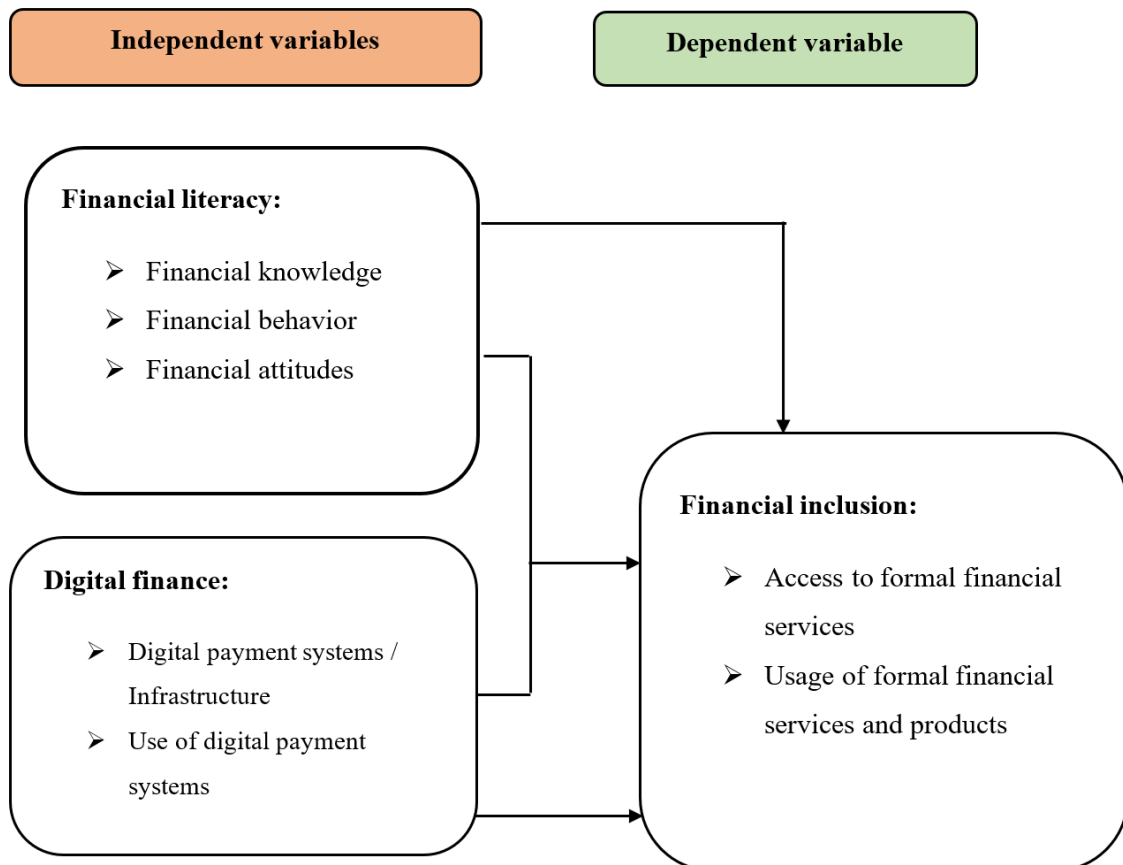 Independent variables
Dependent variable
Financial literacy:
➢ Financial knowledge
➢ Financial behavior
➢ Financial attitudes
Digital finance:
➢ Digital payment systems /
Infrastructure
➢ Use of digital payment
systems
Financial inclusion:
➢ Access to formal financial
services
➢ Usage of formal financial
services and products